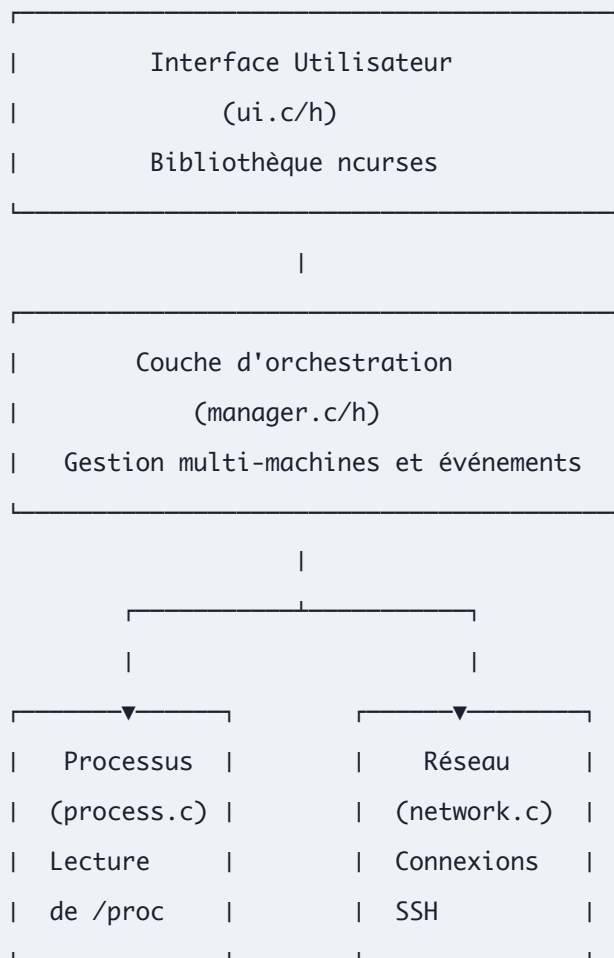 Interface Utilisateur
(ui.c/h)
Bibliothèque ncurses
Couche d'orchestration
(manager.c/h)
Gestion multi-machines et événements
Processus Réseau
(process.c) (network.c)
Lecture Connexions
de /proc SSH